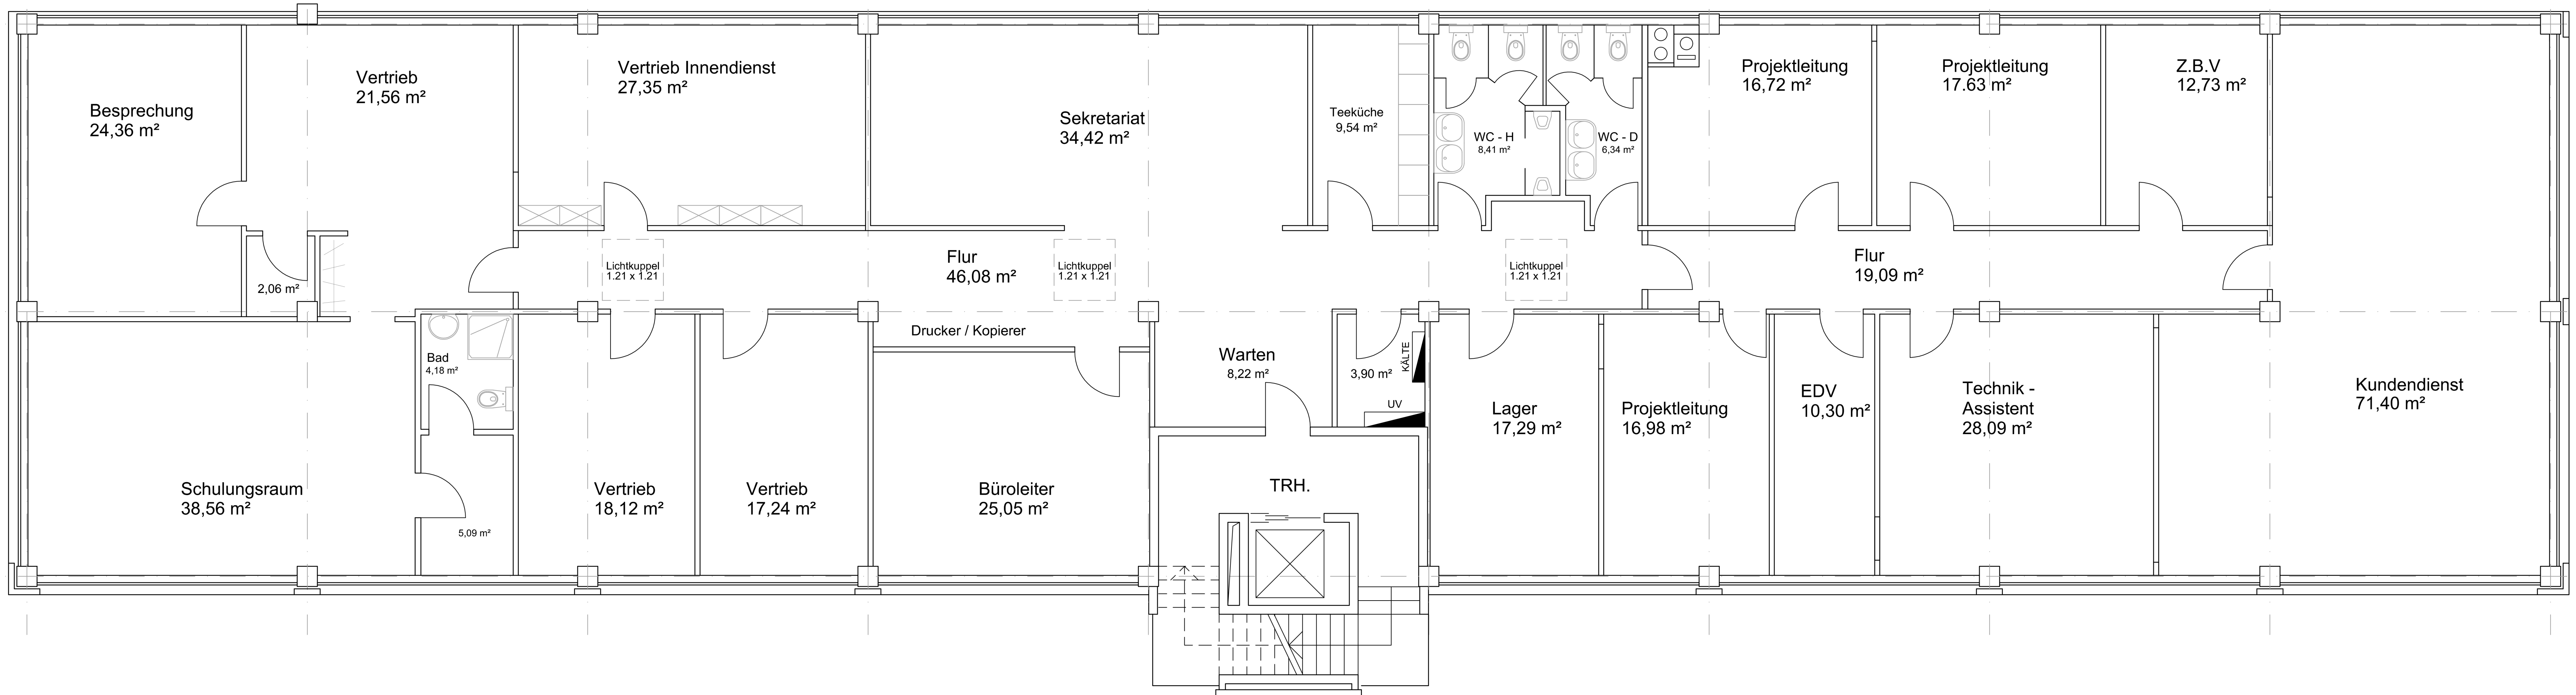 Besprechung
24,36 m²
Vertrieb
21,56 m²
Vertrieb Innendienst
27,35 m²
Sekretariat
34,42 m²
Teeküche
9,54 m²
WC - H
8,41 m²
WC - D
6,34 m²
Projektleitung
16,72 m²
Projektleitung
17.63 m²
Z.B.V
12,73 m²
2,06 m²
Lichtkuppel
1.21 x 1.21
Flur
46,08 m²
Lichtkuppel
1.21 x 1.21
Lichtkuppel
1.21 x 1.21
Flur
19,09 m²
Bad
4,18 m²
Drucker / Kopierer
Warten
8,22 m²
3,90 m²
KÄLTE
UV
Lager
17,29 m²
Projektleitung
16,98 m²
EDV
10,30 m²
Technik -
Assistent
28,09 m²
Kundendienst
71,40 m²
Schulungsraum
38,56 m²
5,09 m²
Vertrieb
18,12 m²
Vertrieb
17,24 m²
Büroleiter
25,05 m²
TRH.